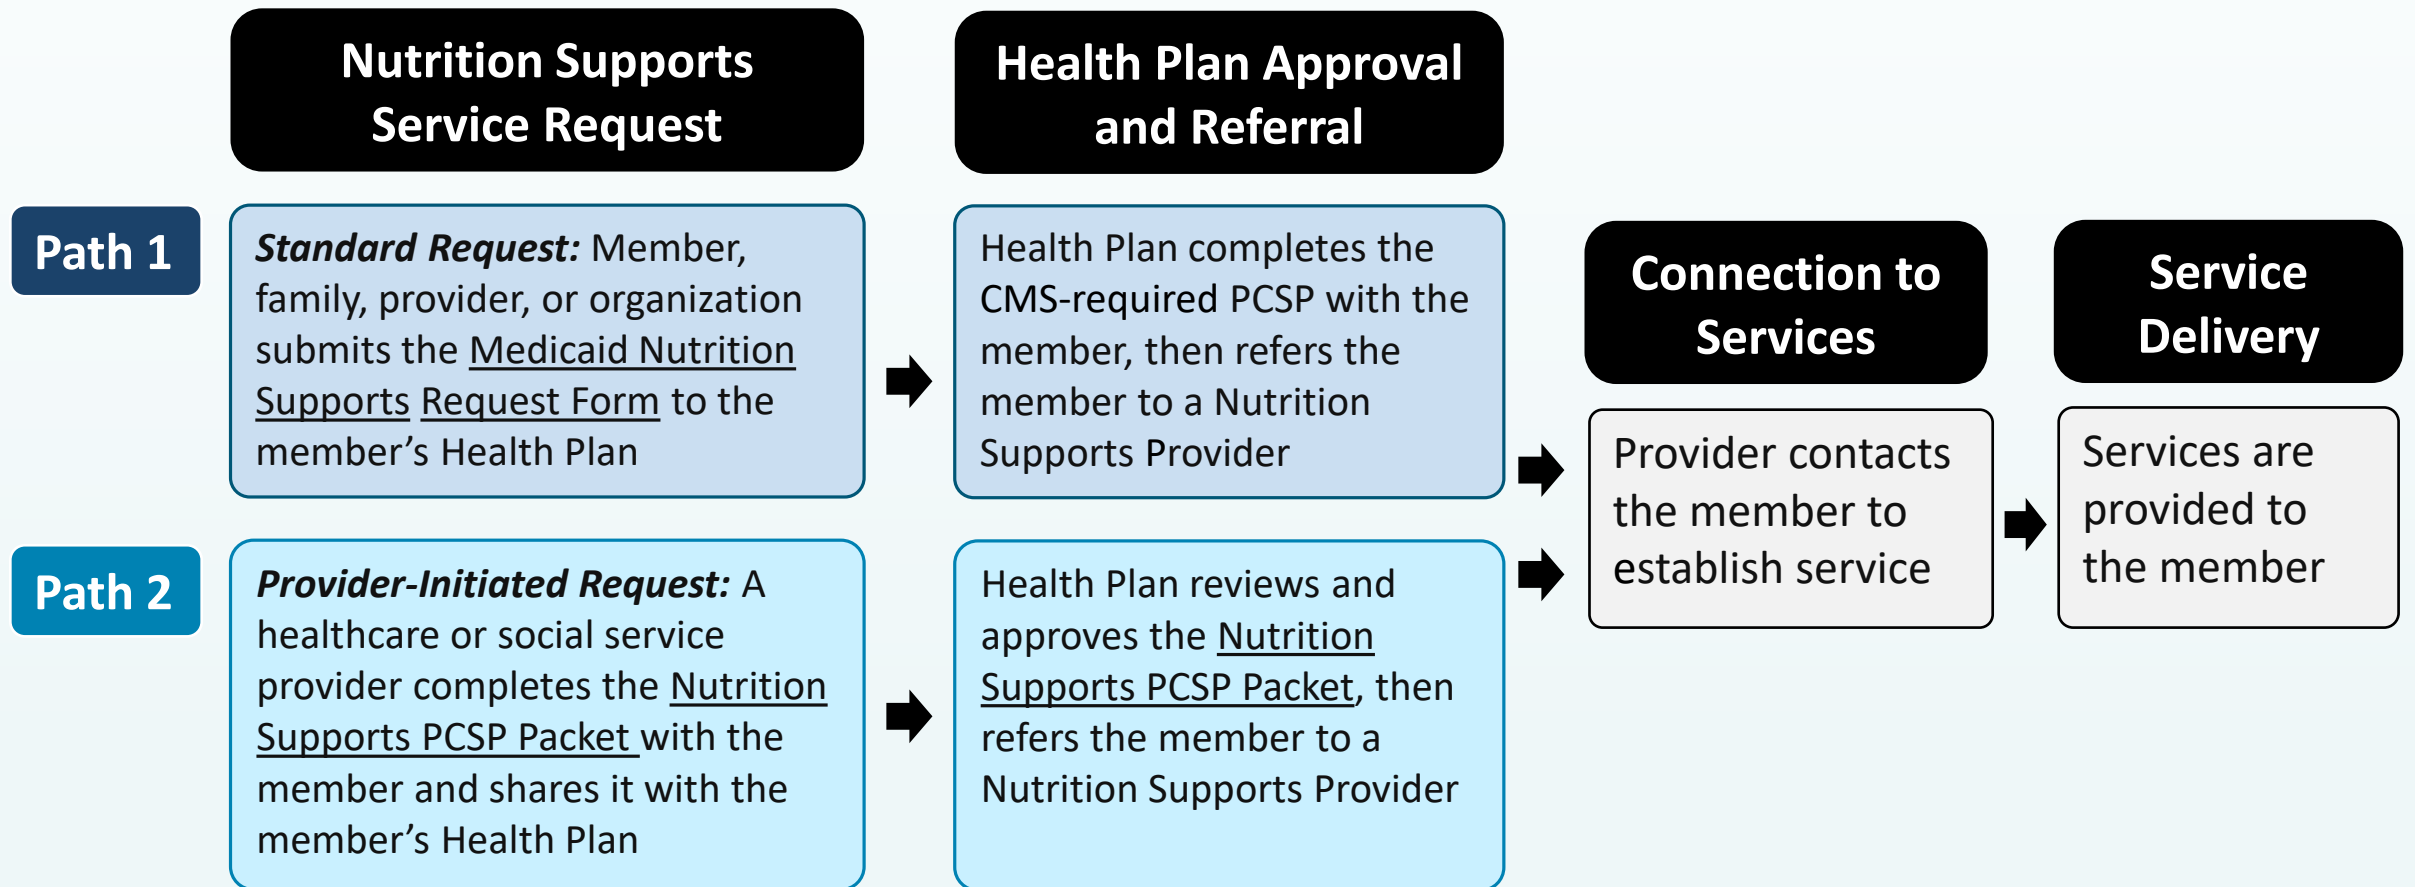 Nutrition Supports
Service Request
Health Plan Approval
and Referral
Path 1
Standard Request: Member,
family, provider, or organization
submits the Medicaid Nutrition
Supports Request Form to the
member’s Health Plan
Health Plan completes the
CMS-required PCSP with the
member, then refers the
member to a Nutrition
Supports Provider
Connection to
Services
Service
Delivery
Provider contacts
the member to
establish service
Services are
provided to
the member
Path 2
Provider-Initiated Request: A
healthcare or social service
provider completes the Nutrition
Supports PCSP Packet with the
member and shares it with the
member’s Health Plan
Health Plan reviews and
approves the Nutrition
Supports PCSP Packet, then
refers the member to a
Nutrition Supports Provider